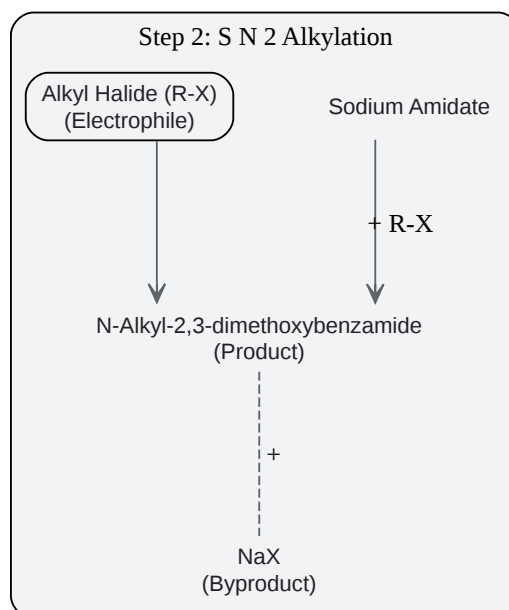 Step 2: S N 2 Alkylation
Alkyl Halide (R-X)
(Electrophile)
Sodium Amidate
+ R-X
N-Alkyl-2,3-dimethoxybenzamide
(Product)
+
NaX
(Byproduct)